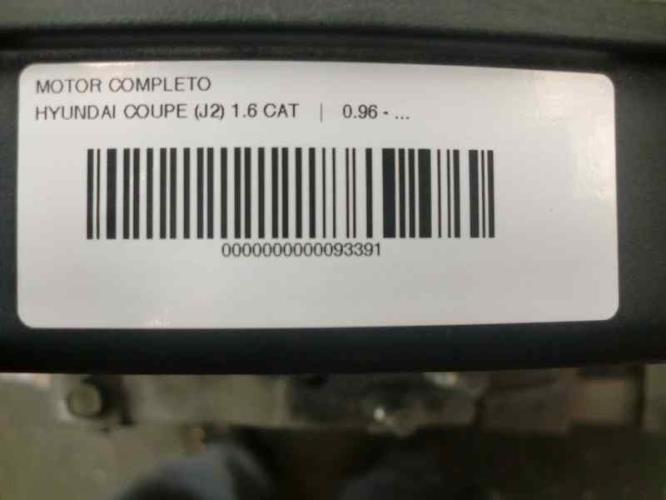 MOTOR COMPLETO
HYUNDAI COUPE (J2) 1.6 CAT | 0.96 - ...
0000000000093391